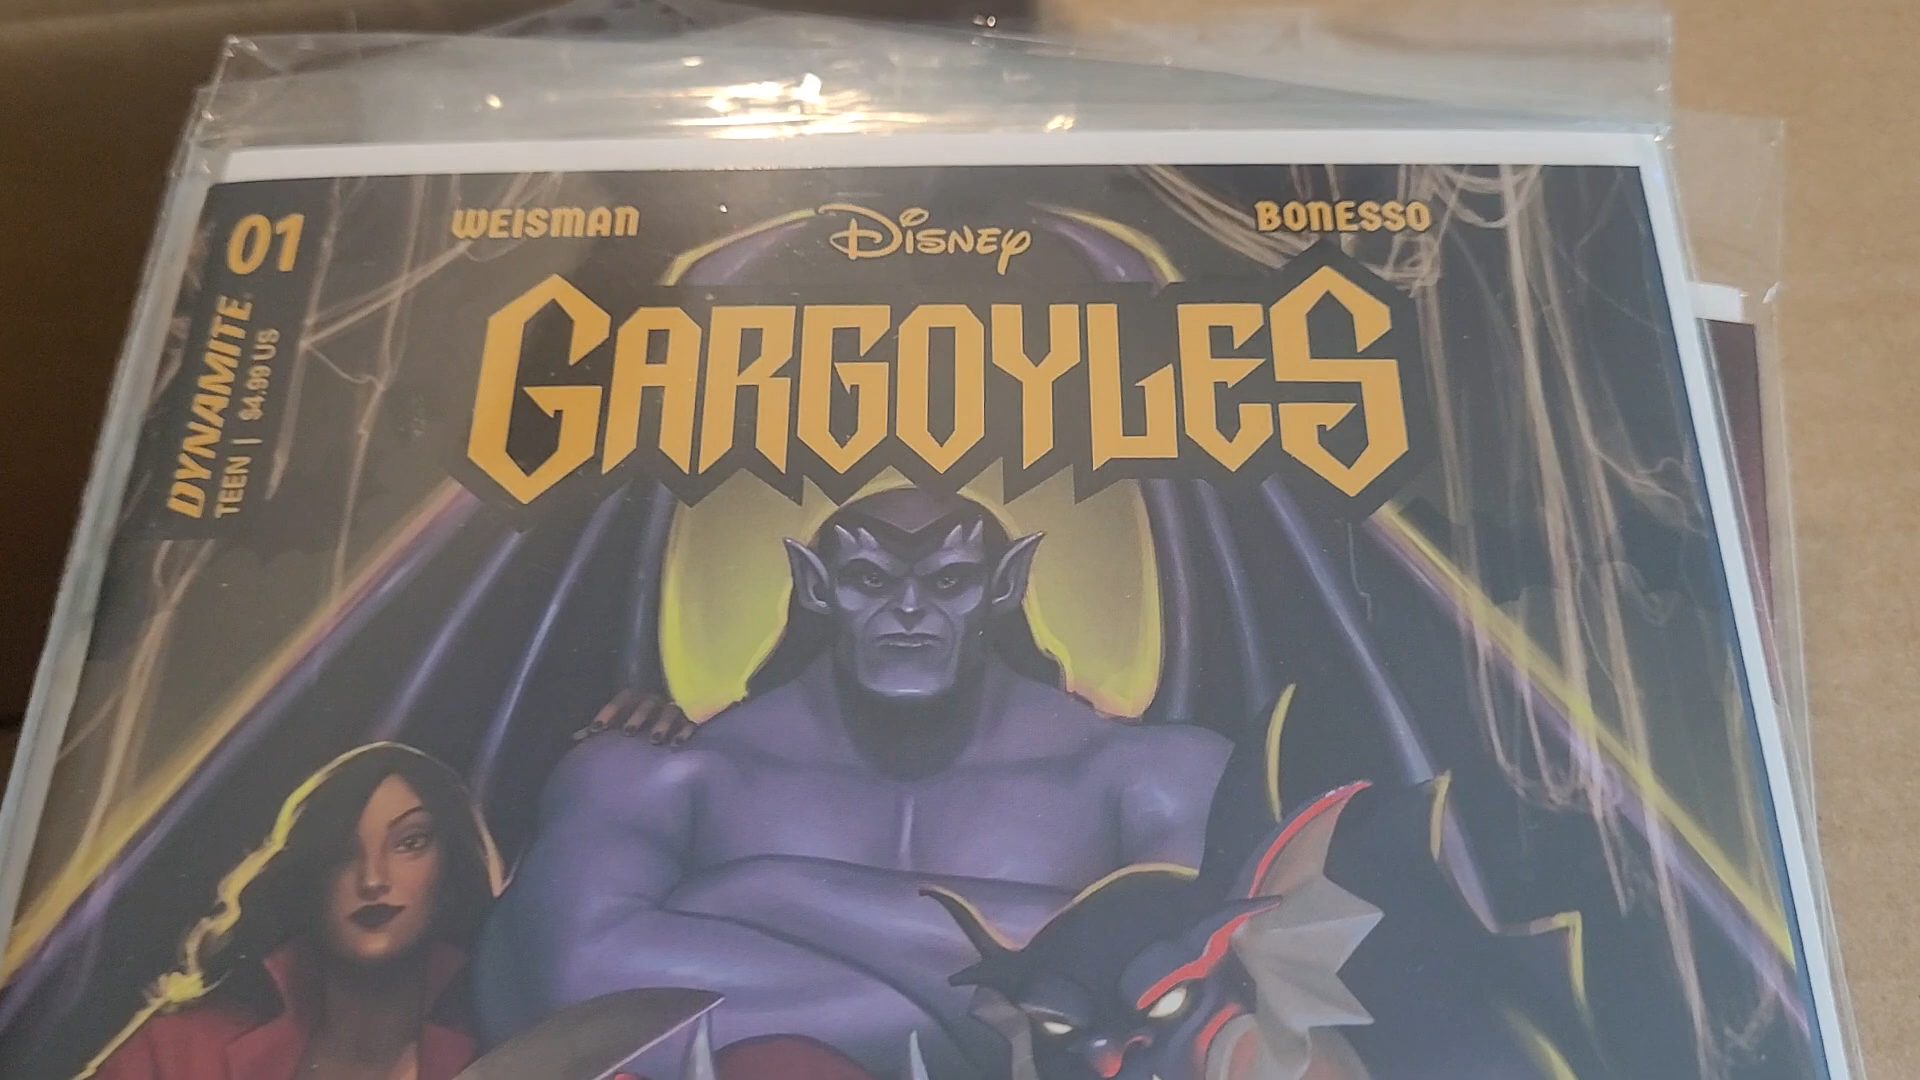 01
WEISMAN
DISNEY
BONESSO
GARGOYLES
DYNAMITE
TEEN | $4.99 US